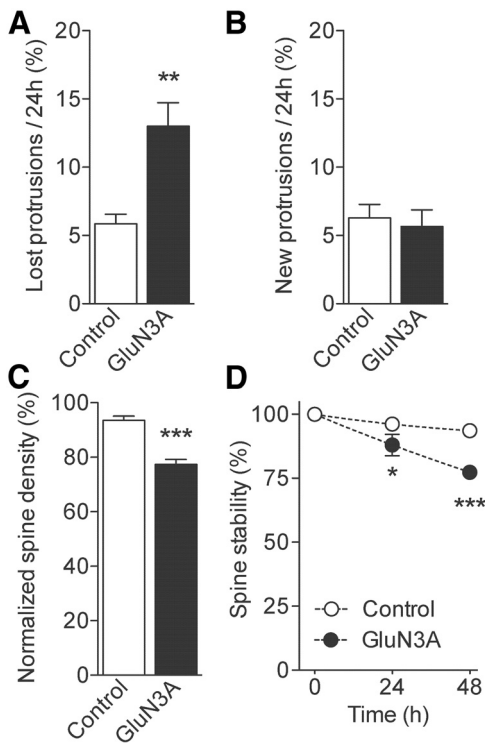 A
Lost protrusions / 24h (%)
20
15
10
5
0
**
Control
GluN3A
B
New protrusions / 24h (%)
20
15
10
5
0
Control
GluN3A
C
Normalized spine density (%)
100
80
60
40
20
0
***
Control
GluN3A
D
Spine stability (%)
100
75
50
25
0
*
***
Control
GluN3A
0 24 48
Time (h)